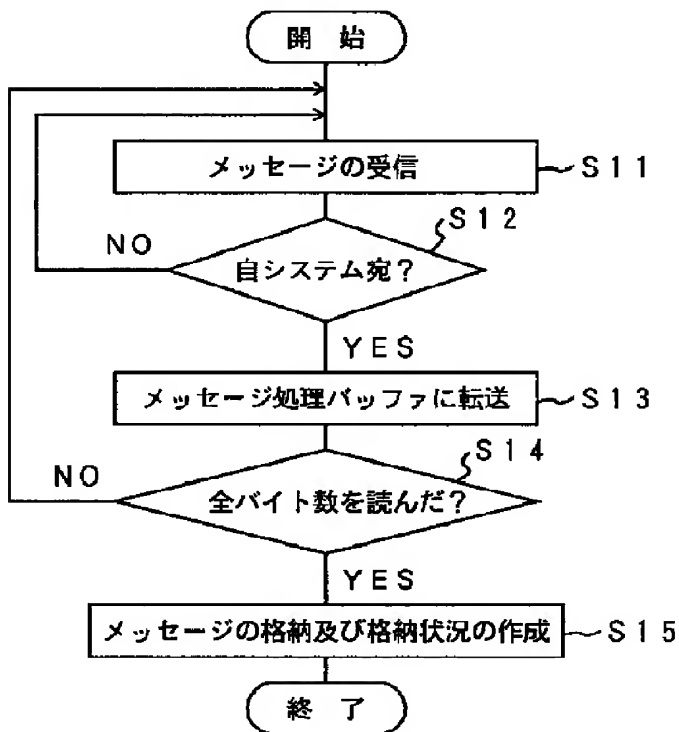 開 始
メッセージの受信
S11
S12
NO
自システム宛?
YES
メッセージ処理バッファに転送
S13
S14
NO
全バイト数を読んだ?
YES
メッセージの格納及び格納状況の作成
S15
終 了